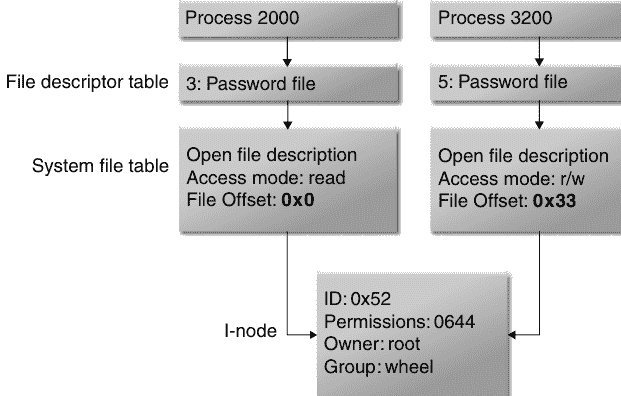 Process 2000
Process 3200
File descriptor table
3: Password file
5: Password file
System file table
Open file description
Access mode: read
File Offset: 0x0
Open file description
Access mode: r/w
File Offset: 0x33
I-node
ID: 0x52
Permissions: 0644
Owner: root
Group: wheel